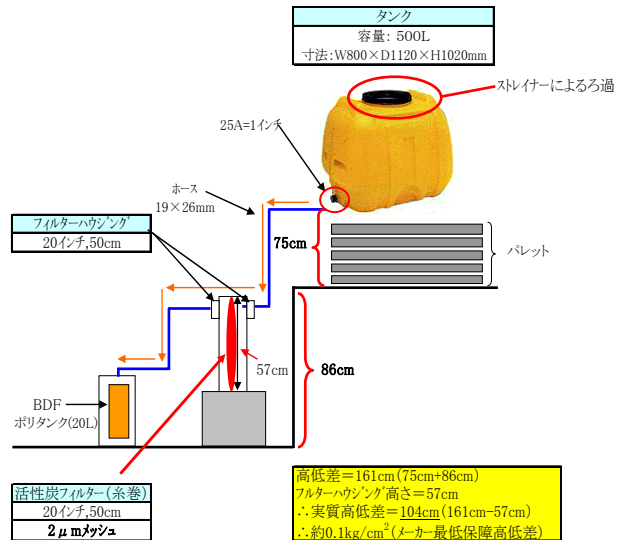 タンク
容量: 500L
寸法:W800×D1120×H1020mm
ストレイナーによるろ過
25A=1インチ
ホース
19×26mm
フィルターハウジング
20インチ,50cm
75cm
パレット
57cm
86cm
BDF
ポリタンク(20L)
活性炭フィルター(糸巻)
20インチ,50cm
2μmメッシュ
高低差=161cm(75cm+86cm)
フルターハウジング高さ=57cm
∴実質高低差=104cm(161cm-57cm)
∴約0.1kg/cm²(メーカー最低保障高低差)